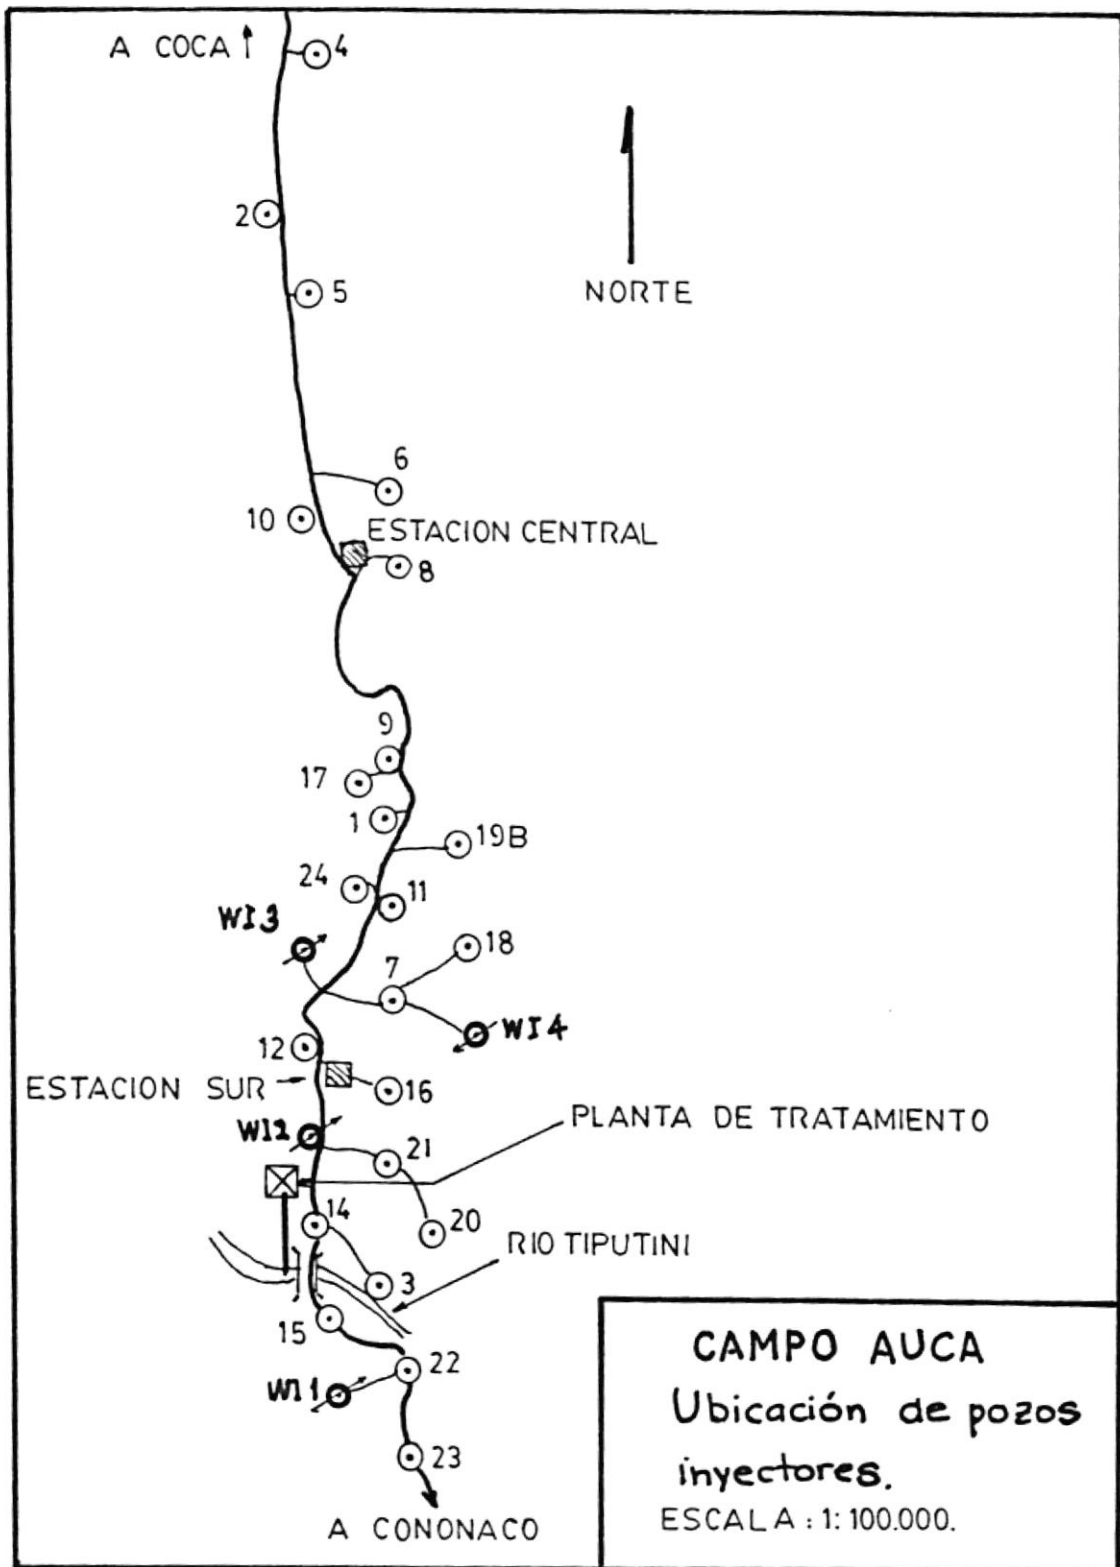 A COCA
4
2
5
NORTE
6
10
ESTACION CENTRAL
8
9
17
1
19B
24
11
WI3
18
7
WI4
12
ESTACION SUR
16
PLANTA DE TRATAMIENTO
WI2
21
14
20
RIO TIPUTINI
3
15
22
WI1
23
A CONONACO
CAMPO AUCA
Ubicación de pozos
inyectores.
ESCALA : 1: 100.000.